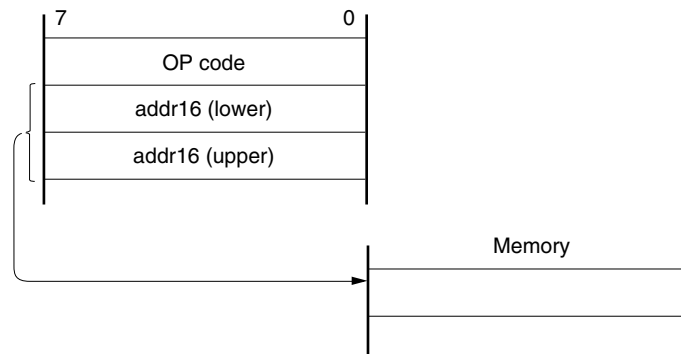 7 0
OP code
addr16 (lower)
addr16 (upper)
Memory